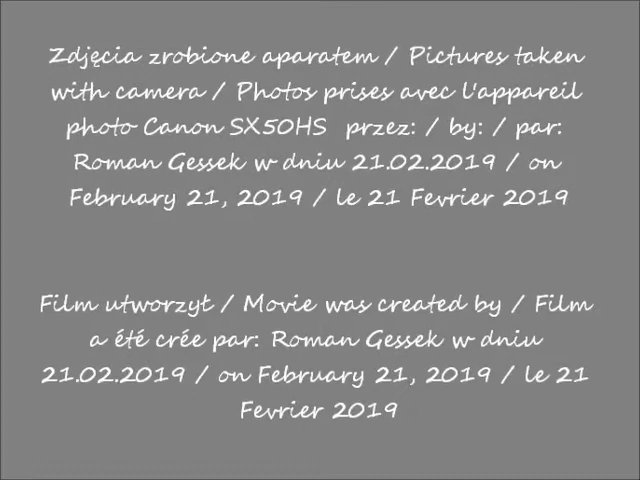 Zdjęcia zrobione aparatem / Pictures taken
with camera / Photos prises avec l'appareil
photo Canon SX50HS przez: / by: / par:
Roman Gessek w dniu 21.02.2019 / on
February 21, 2019 / le 21 Fevrier 2019
Film utworzył / Movie was created by / Film
a été crée par: Roman Gessek w dniu
21.02.2019 / on February 21, 2019 / le 21
Fevrier 2019